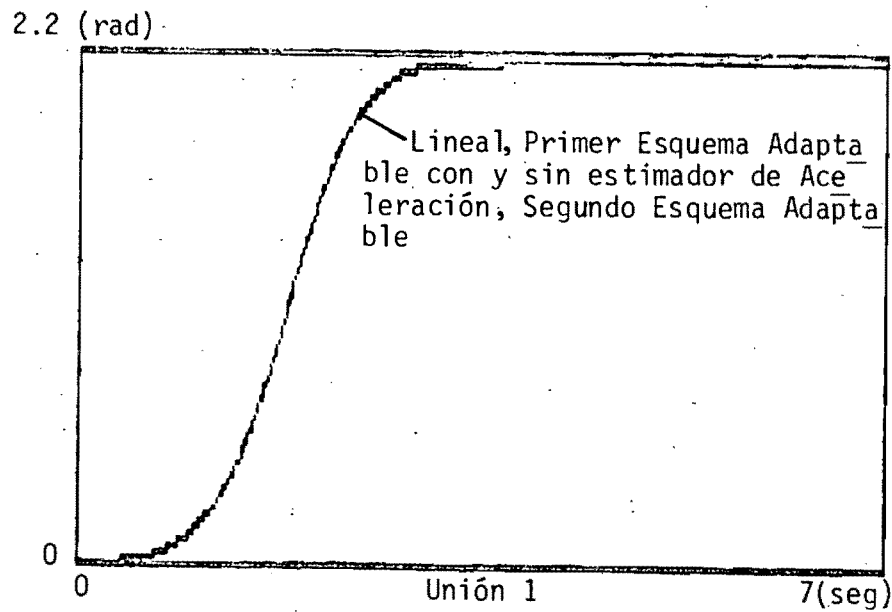 2.2 (rad)
Lineal, Primer Esquema Adapta
ble con y sin estimador de Ace
leración, Segundo Esquema Adapta
ble
0
0 Unión 1 7(seg)